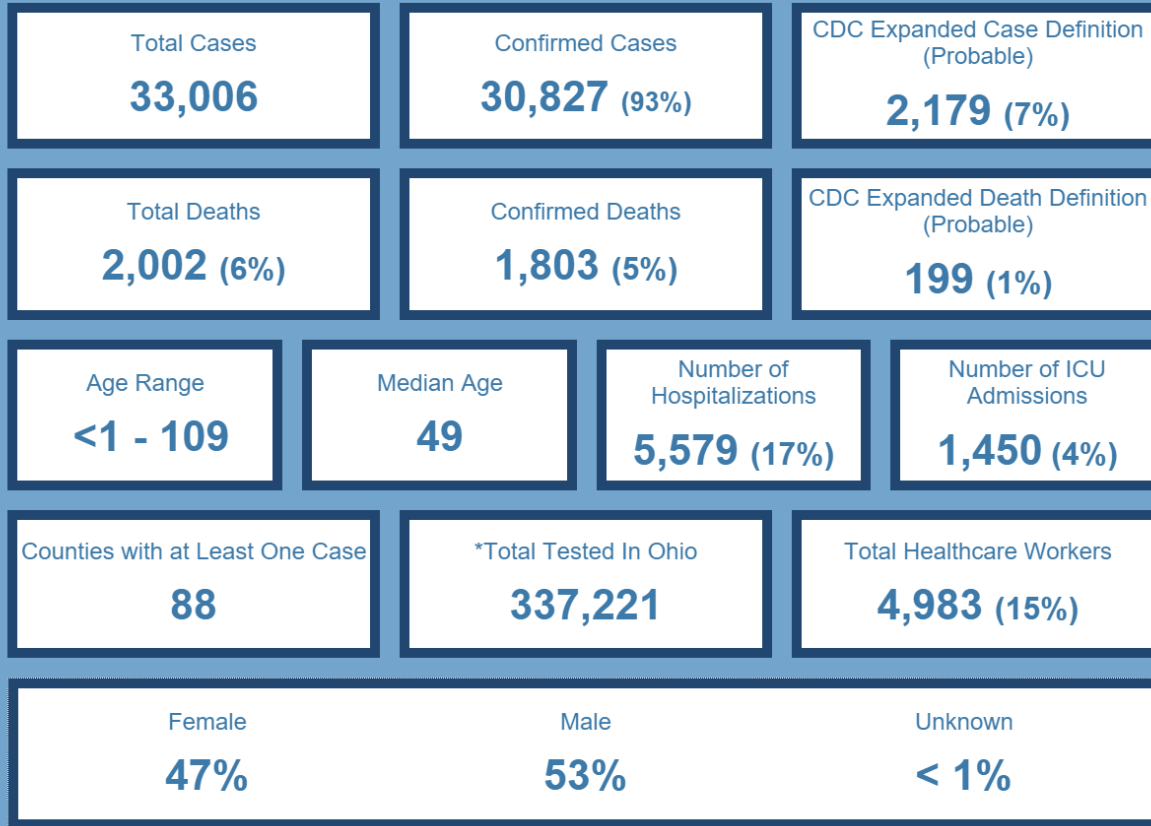 Total Cases
33,006
Confirmed Cases
30,827 (93%)
CDC Expanded Case Definition
(Probable)
2,179 (7%)
Total Deaths
2,002 (6%)
Confirmed Deaths
1,803 (5%)
CDC Expanded Death Definition
(Probable)
199 (1%)
Age Range
<1 - 109
Median Age
49
Number of
Hospitalizations
5,579 (17%)
Number of ICU
Admissions
1,450 (4%)
Counties with at Least One Case
88
*Total Tested In Ohio
337,221
Total Healthcare Workers
4,983 (15%)
Female
47%
Male
53%
Unknown
< 1%